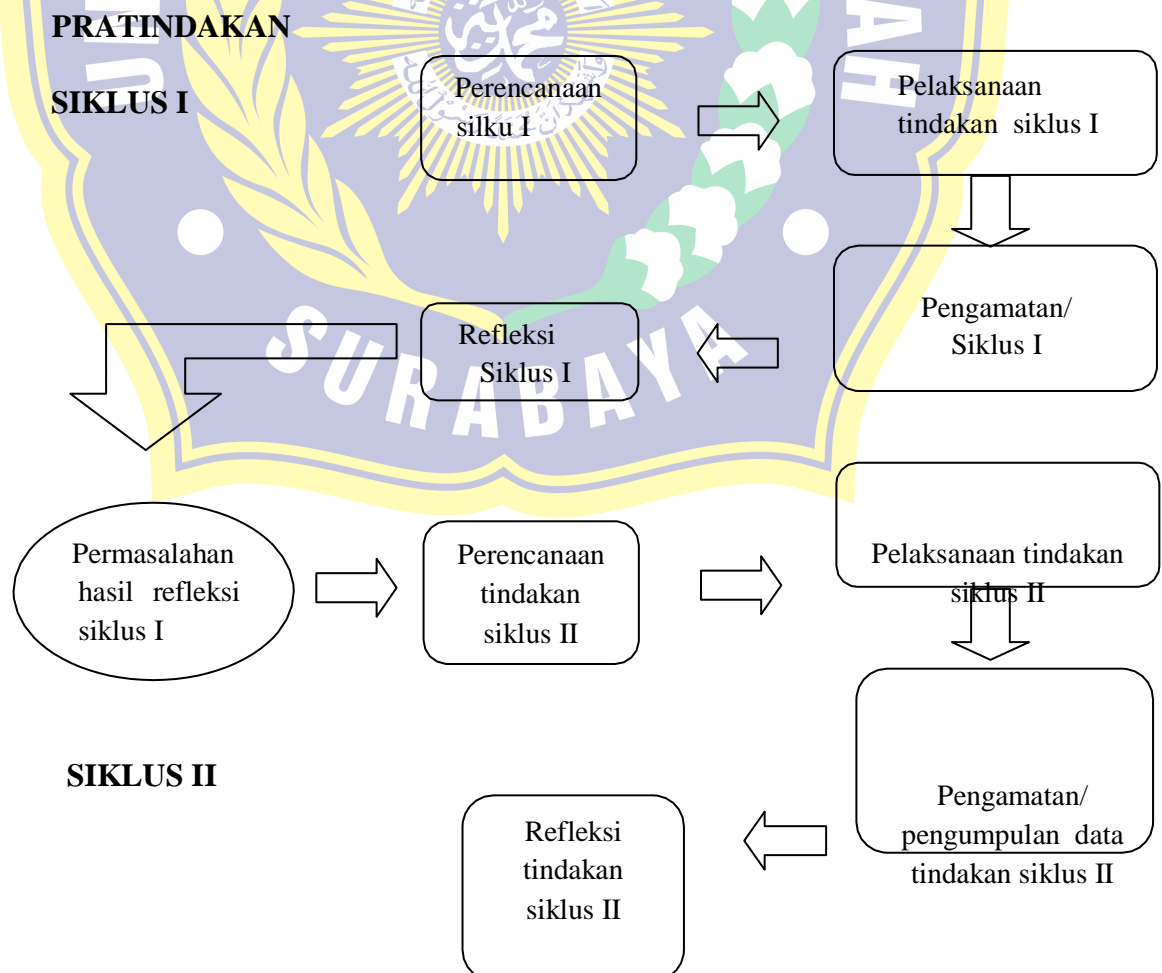 PRATINDAKAN
SIKLUS I
Perencanaan
silku I
Pelaksanaan
tindakan siklus I
Pengamatan/
Siklus I
Refleksi
Siklus I
SURABAYA
Permasalahan
hasil refleksi
siklus I
Perencanaan
tindakan
siklus II
Pelaksanaan tindakan
siklus II
SIKLUS II
Pengamatan/
pengumpulan data
tindakan siklus II
Refleksi
tindakan
siklus II